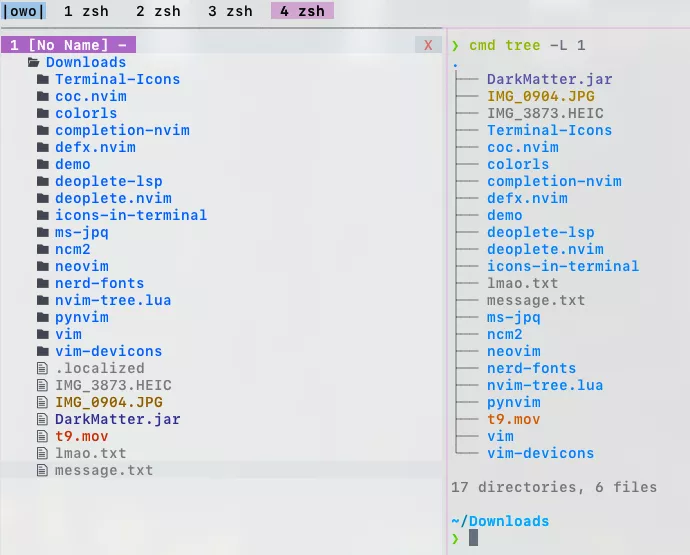 |owo| 1 zsh 2 zsh 3 zsh 4 zsh
1 [No Name] - X
Downloads
Terminal-Icons
coc.nvim
colorls
completion-nvim
defx.nvim
demo
deoplete-lsp
deoplete.nvim
icons-in-terminal
ms-jpq
ncm2
neovim
nerd-fonts
nvim-tree.lua
pynvim
vim
vim-devicons
.localized
IMG_3873.HEIC
IMG_0904.JPG
DarkMatter.jar
t9.mov
lmao.txt
message.txt
❯ cmd tree -L 1
.
├── DarkMatter.jar
├── IMG_0904.JPG
├── IMG_3873.HEIC
├── Terminal-Icons
├── coc.nvim
├── colorls
├── completion-nvim
├── defx.nvim
├── demo
├── deoplete-lsp
├── deoplete.nvim
├── icons-in-terminal
├── lmao.txt
├── message.txt
├── ms-jpq
├── ncm2
├── neovim
├── nerd-fonts
├── nvim-tree.lua
├── pynvim
├── t9.mov
├── vim
└── vim-devicons
17 directories, 6 files
~/Downloads
❯